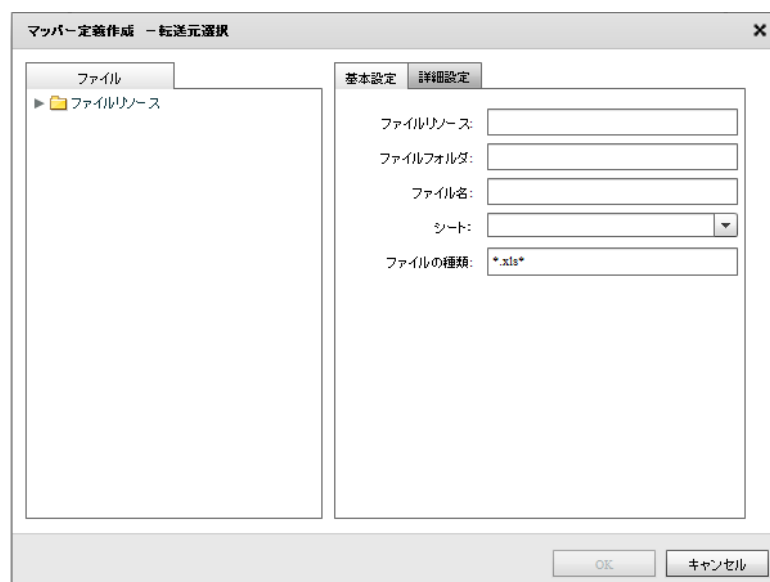 マッパー定義作成 －転送元選択
ファイル
ファイルリソース
基本設定 詳細設定
ファイルリソース:
ファイルフォルダ:
ファイル名:
シート:
ファイルの種類: *.xls*
OK キャンセル